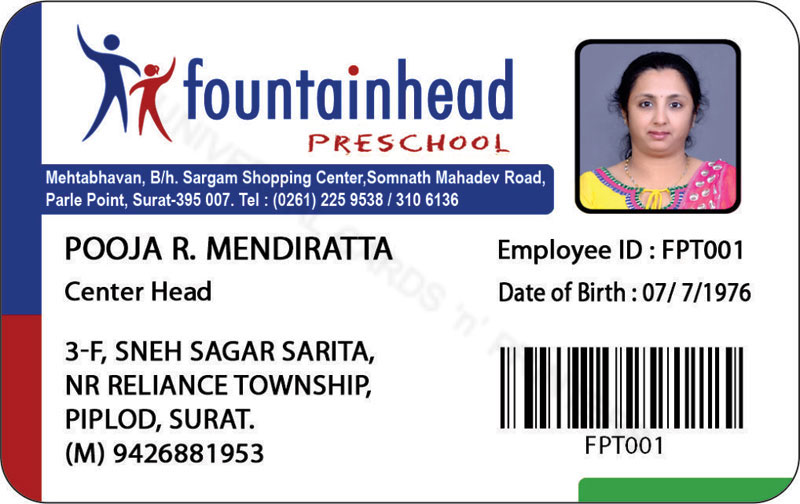 fountainhead
PRESCHOOL
Mehtabhavan, B/h. Sargam Shopping Center,Somnath Mahadev Road,
Parle Point, Surat-395 007. Tel : (0261) 225 9538 / 310 6136
POOJA R. MENDIRATTA
Center Head
Employee ID : FPT001
Date of Birth : 07/ 7/1976
3-F, SNEH SAGAR SARITA,
NR RELIANCE TOWNSHIP,
PIPLOD, SURAT.
(M) 9426881953
FPT001